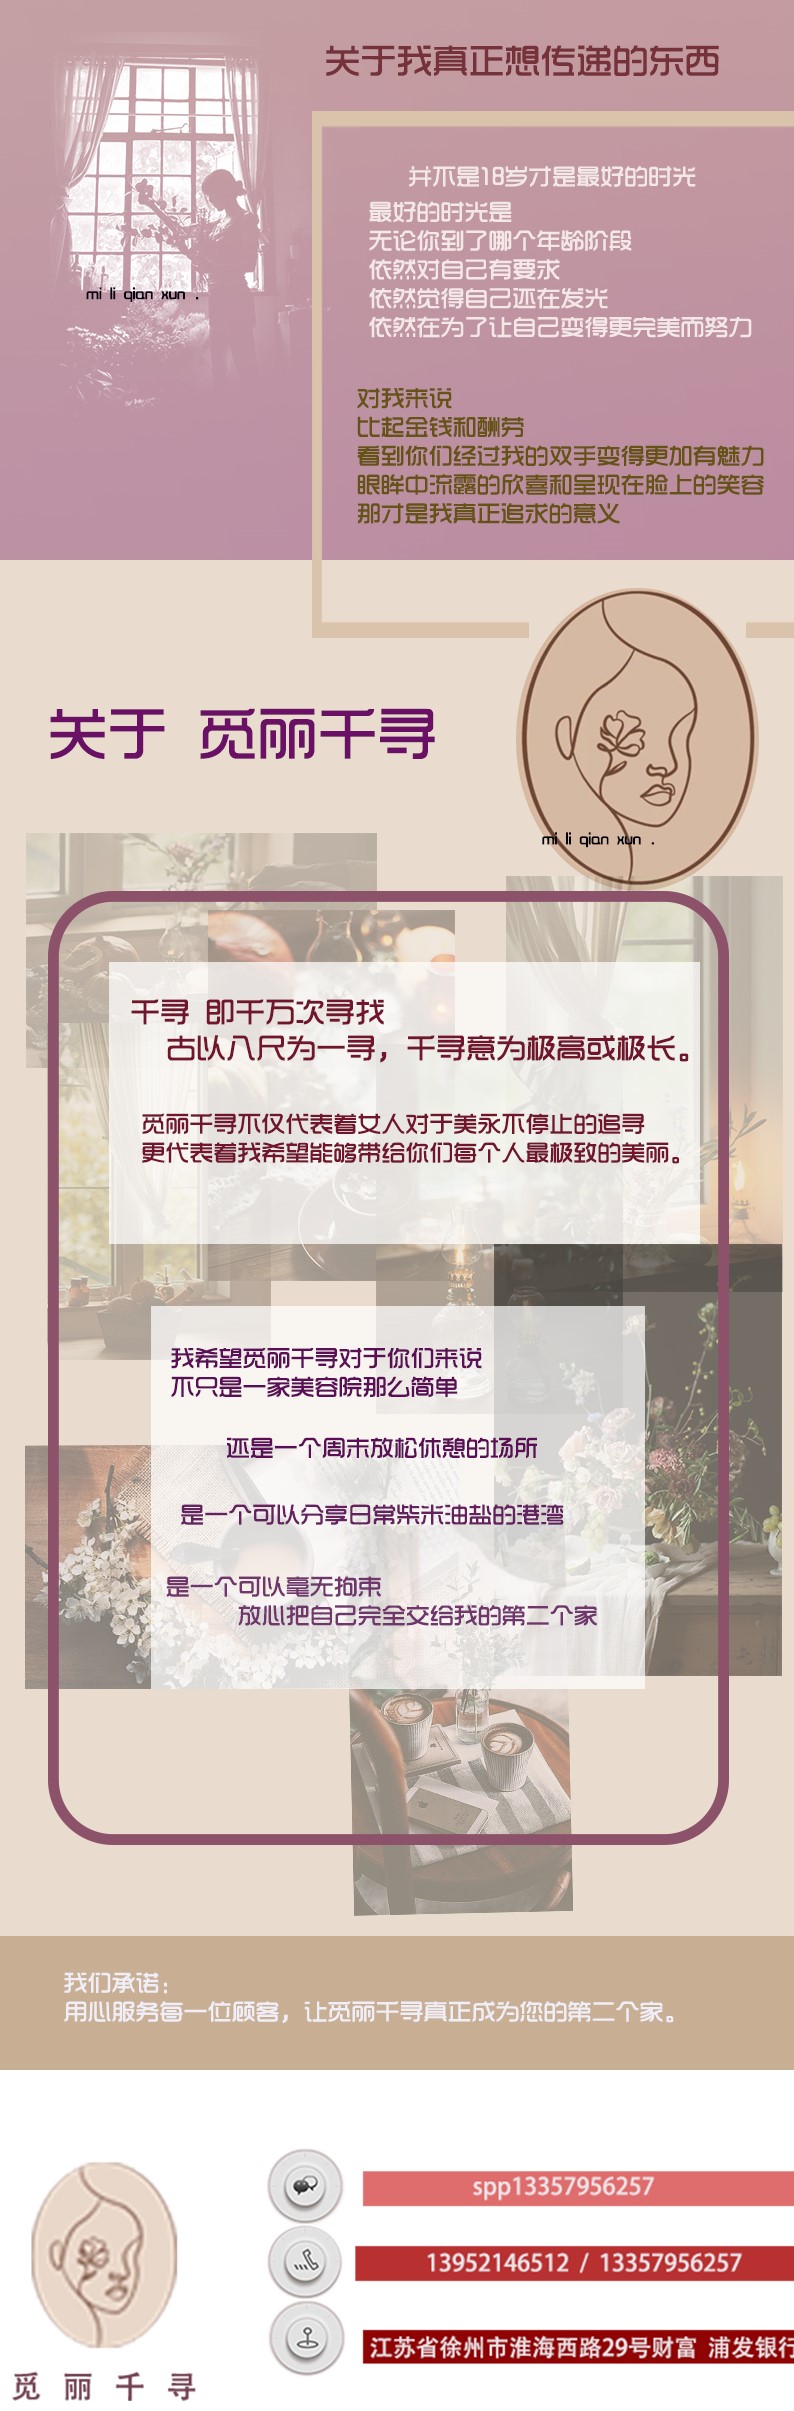 关于我真正想传递的东西
并不是18岁才是最好的时光
最好的时光是
无论你到了哪个年龄阶段
依然对自己有要求
依然觉得自己还在发光
依然在为了让自己变得更完美而努力
mi li qian xun .
对我来说
比起金钱和酬劳
看到你们经过我的双手变得更加有魅力
眼眸中流露的欣喜和呈现在脸上的笑容
那才是我真正追求的意义
关于 觅丽千寻
mi li qian xun .
千寻 即千万次寻找
古以八尺为一寻，千寻意为极高或极长。
觅丽千寻不仅代表着女人对于美永不停止的追寻
更代表着我希望能够带给你们每个人最极致的美丽。
我希望觅丽千寻对于你们来说
不只是一家美容院那么简单
还是一个周末放松休憩的场所
是一个可以分享日常柴米油盐的港湾
是一个可以毫无拘束
放心把自己完全交给我的第二个家
我们承诺：
用心服务每一位顾客，让觅丽千寻真正成为您的第二个家。
spp13357956257
13952146512 / 13357956257
江苏省徐州市淮海西路29号财富 浦发银行
觅丽千寻